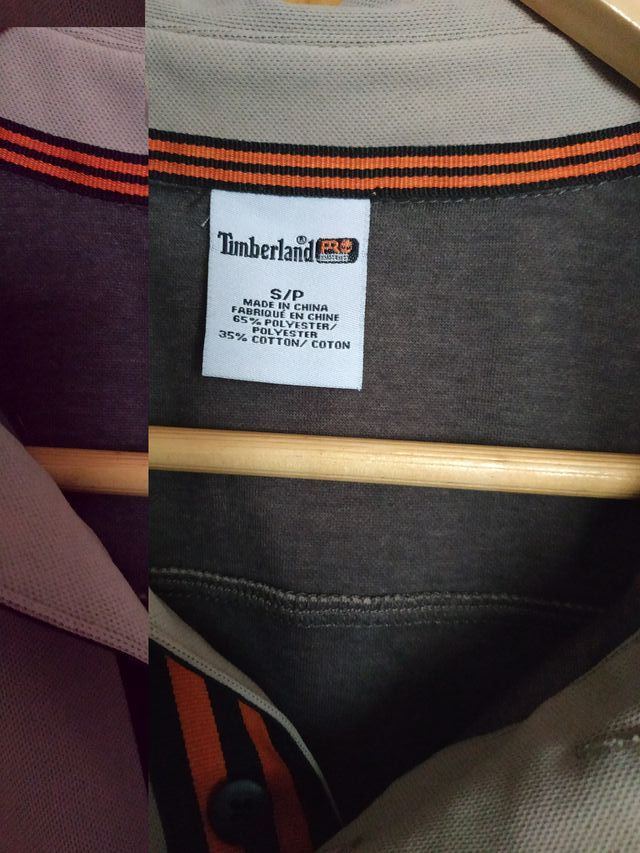 Timberland® PRO
S/P
MADE IN CHINA
FABRIQUÉ EN CHINE
65% POLYESTER/
POLYESTER
35% COTTON/ COTON